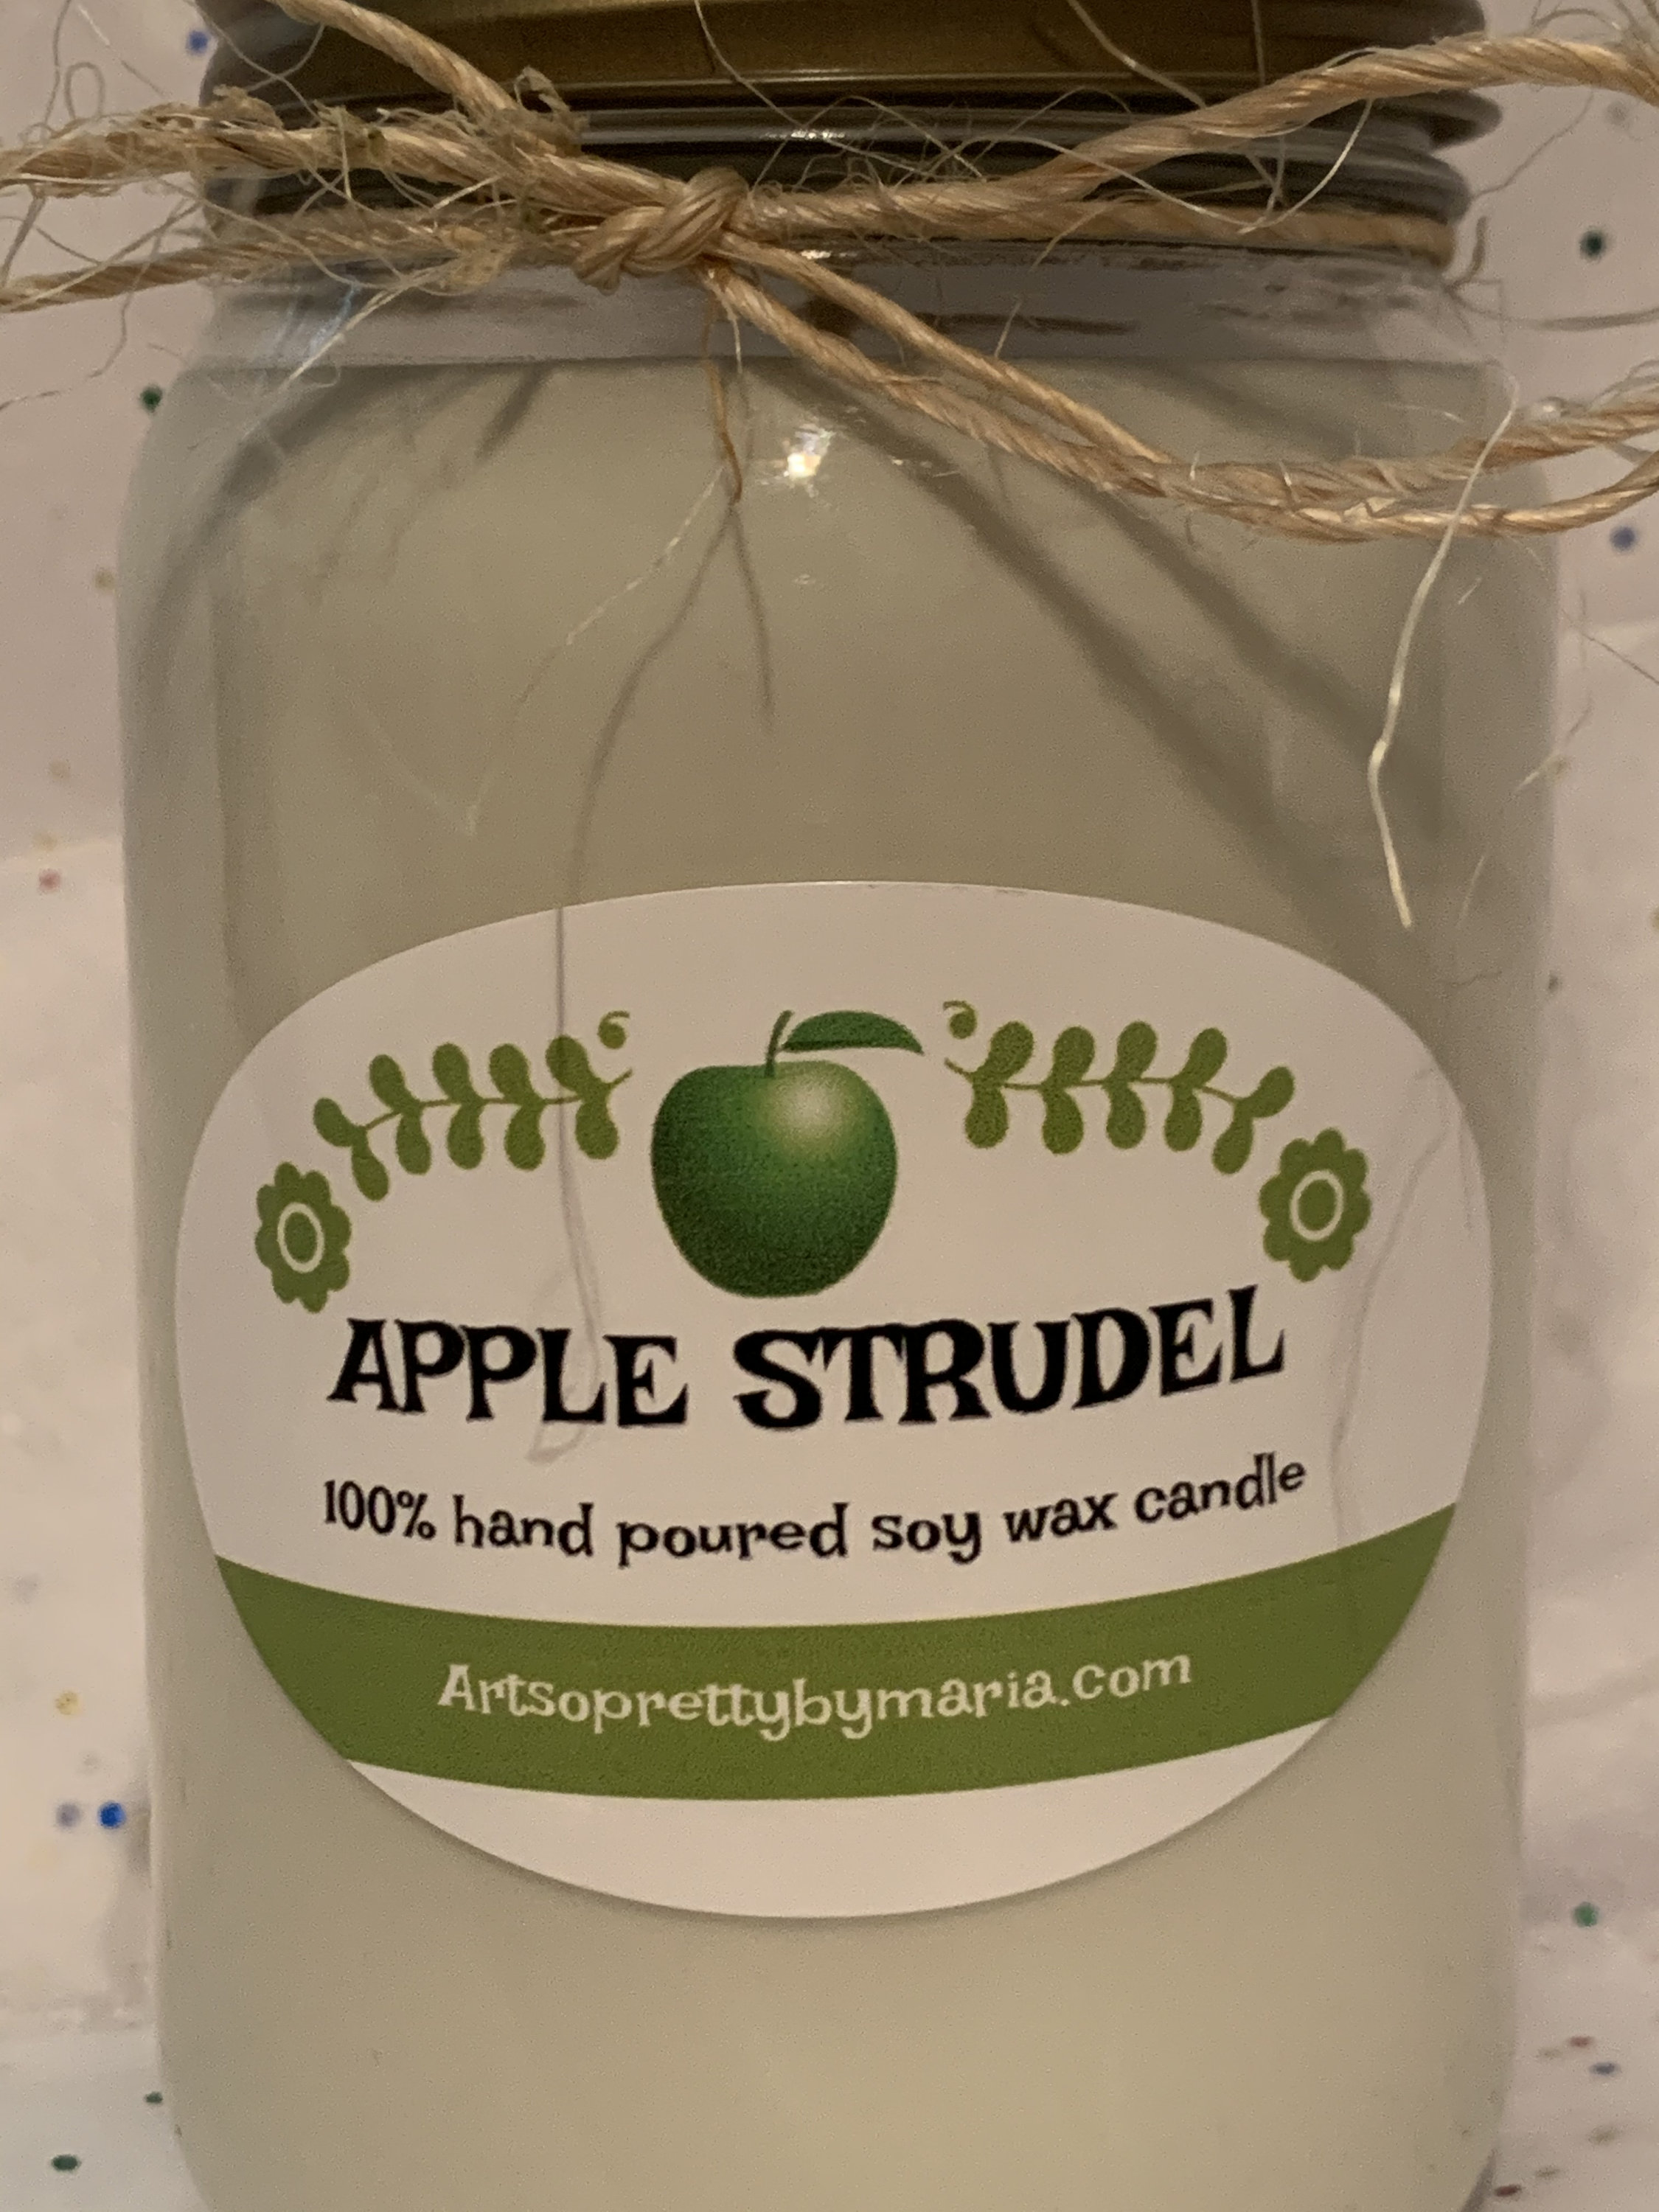 APPLE STRUDEL
100% hand poured soy wax candle
Artsoprettybymaria.com